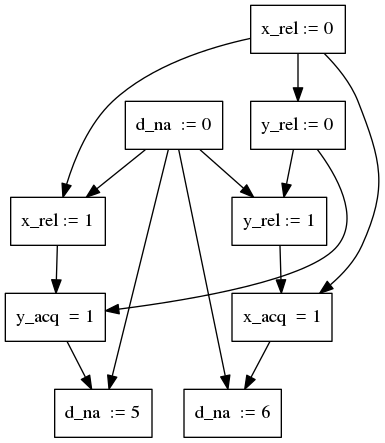 x_rel := 0
d_na := 0
y_rel := 0
x_rel := 1
y_rel := 1
y_acq = 1
x_acq = 1
d_na := 5
d_na := 6